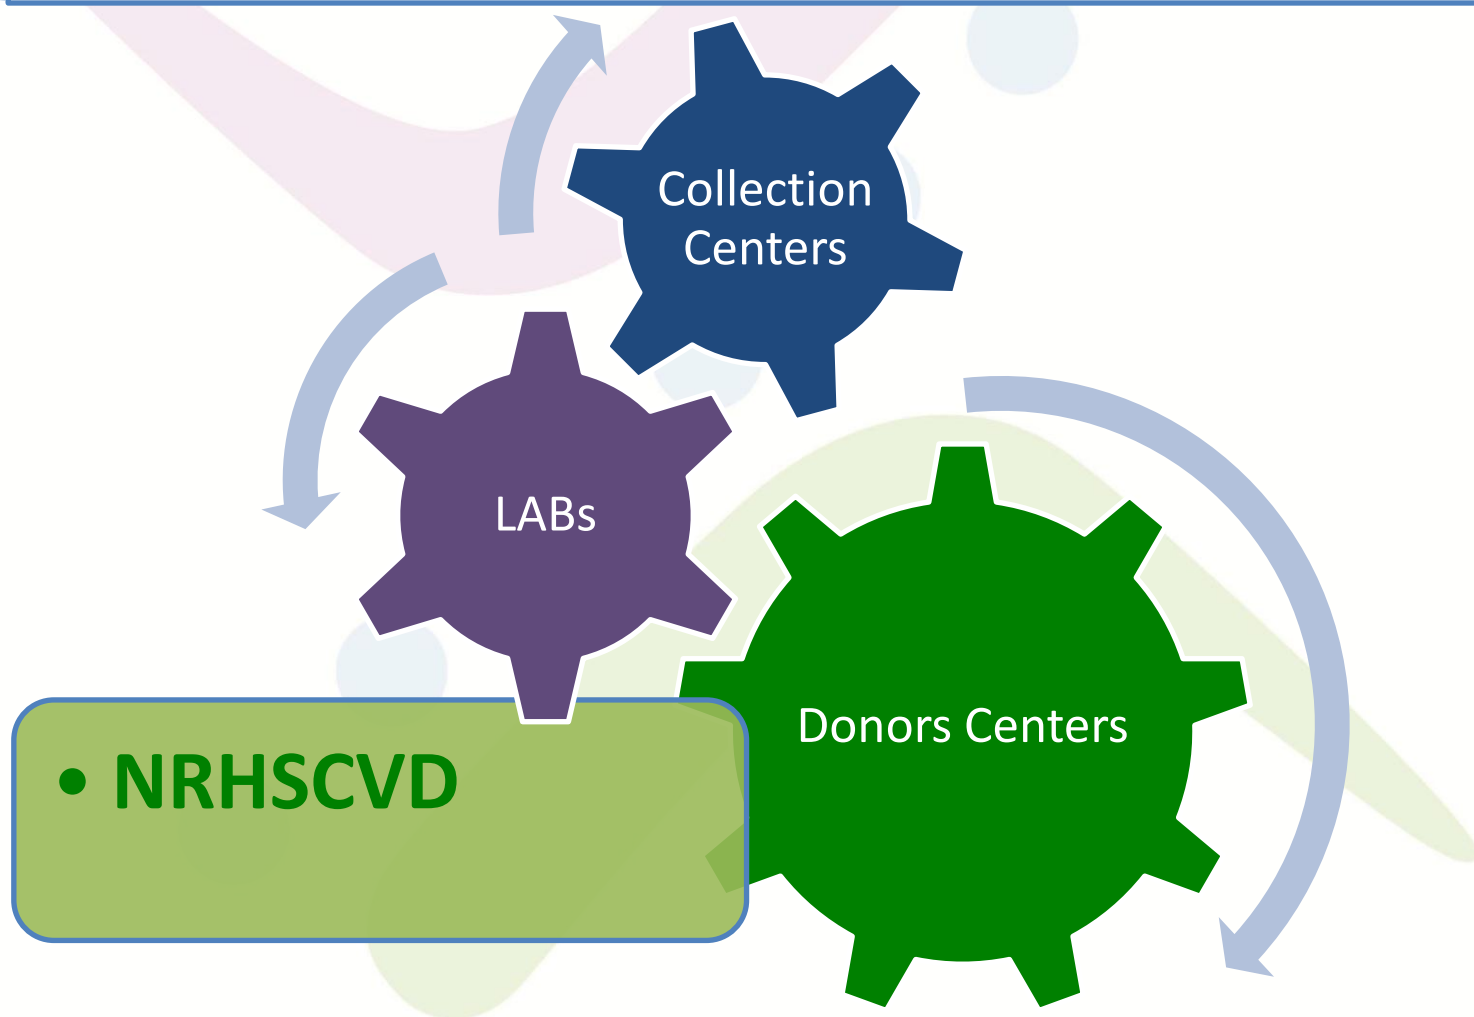 Collection
Centers
LABs
Donors Centers
• NRHSCVD